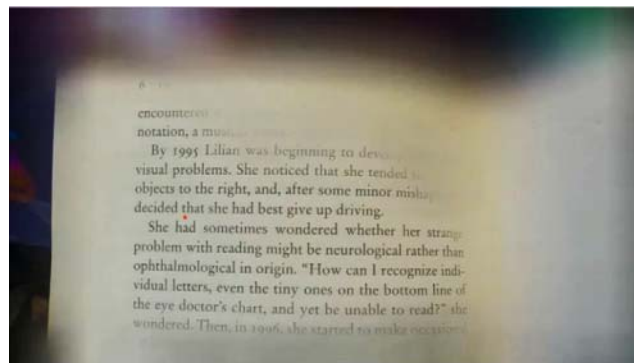 encountered
notation, a
By 1995 Lilian was beginning to
visual problems. She noticed that she tended
objects to the right, and, after some minor
decided that she had best give up driving.
She had sometimes wondered whether her strange
problem with reading might be neurological rather than
ophthalmological in origin. “How can I recognize indi-
vidual letters, even the tiny ones on the bottom line of
the eye doctor’s chart, and yet be unable to read?” she
wondered. Then, in 1996, she started to make occasional